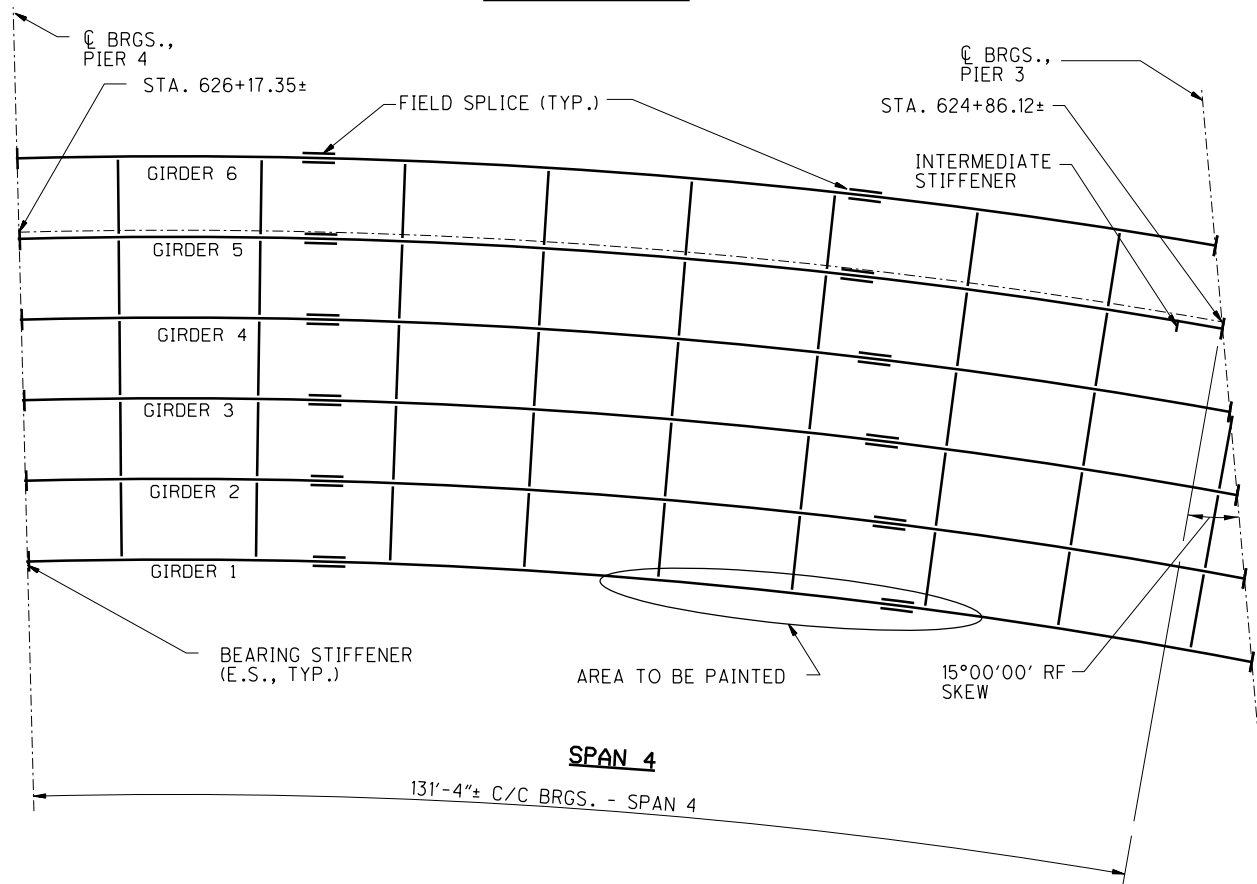 ℄ BRGS.,
PIER 4
STA. 626+17.35±
FIELD SPLICE (TYP.)
℄ BRGS.,
PIER 3
STA. 624+86.12±
INTERMEDIATE
STIFFENER
GIRDER 6
GIRDER 5
GIRDER 4
GIRDER 3
GIRDER 2
GIRDER 1
BEARING STIFFENER
(E.S., TYP.)
AREA TO BE PAINTED
15°00'00' RF
SKEW
SPAN 4
131'-4"± C/C BRGS. - SPAN 4